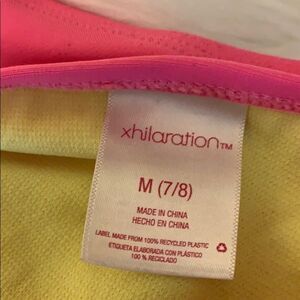 xhilaration™
M (7/8)
MADE IN CHINA
HECHO EN CHINA
LABEL MADE FROM 100% RECYCLED PLASTIC
ETIQUETA ELABORADA CON PLÁSTICO
100 % RECICLADO